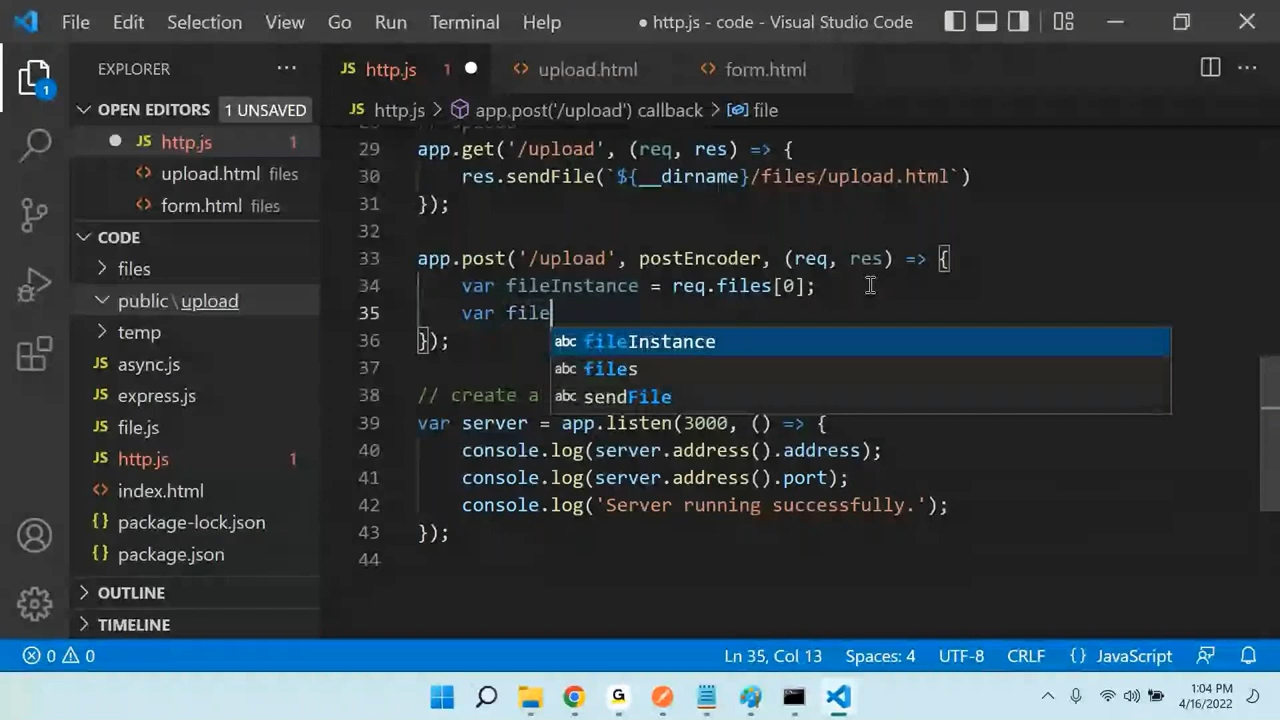 File Edit Selection View Go Run Terminal Help ● http.js - code - Visual Studio Code
EXPLORER ···
JS http.js 1 ● <> upload.html <> form.html ···
OPEN EDITORS 1 UNSAVED
JS http.js > app.post('/upload') callback > file
● JS http.js 1
<> upload.html files
<> form.html files
CODE
> files
public \ upload
> temp
JS async.js
JS express.js
JS file.js
JS http.js 1
<> index.html
{} package-lock.json
{} package.json
> OUTLINE
> TIMELINE
1
29 app.get('/upload', (req, res) => {
30 res.sendFile(`${__dirname}/files/upload.html`)
31 });
32
33 app.post('/upload', postEncoder, (req, res) => {
34 var fileInstance = req.files[0];
35 var file
abc fileInstance
abc files
abc sendFile
36 });
37
38 // create a
39 var server = app.listen(3000, () => {
40 console.log(server.address().address);
41 console.log(server.address().port);
42 console.log('Server running successfully.');
43 });
44
0 0 Ln 35, Col 13 Spaces: 4 UTF-8 CRLF {} JavaScript
G
1:04 PM
4/16/2022